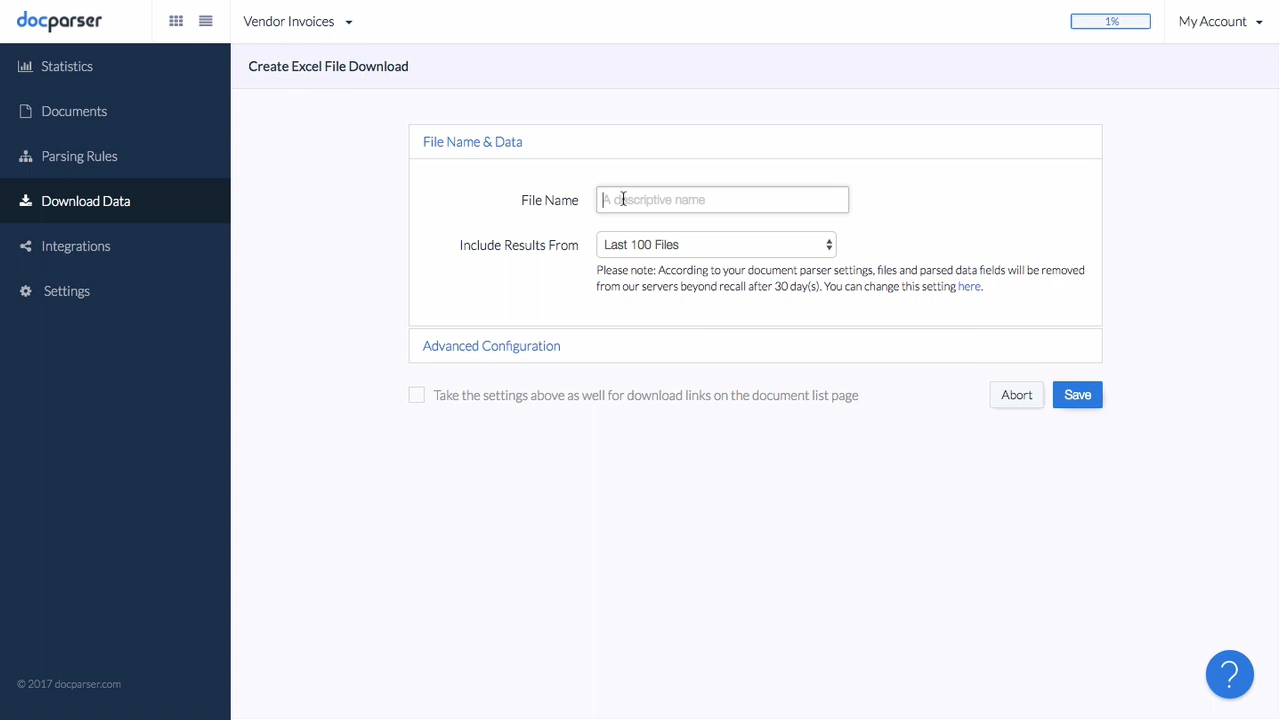 docparser
Vendor Invoices
1%
My Account
Statistics
Documents
Parsing Rules
Download Data
Integrations
Settings
© 2017 docparser.com
Create Excel File Download
File Name & Data
File Name
A descriptive name
Include Results From
Last 100 Files
Please note: According to your document parser settings, files and parsed data fields will be removed
from our servers beyond recall after 30 day(s). You can change this setting here.
Advanced Configuration
Take the settings above as well for download links on the document list page
Abort
Save
?